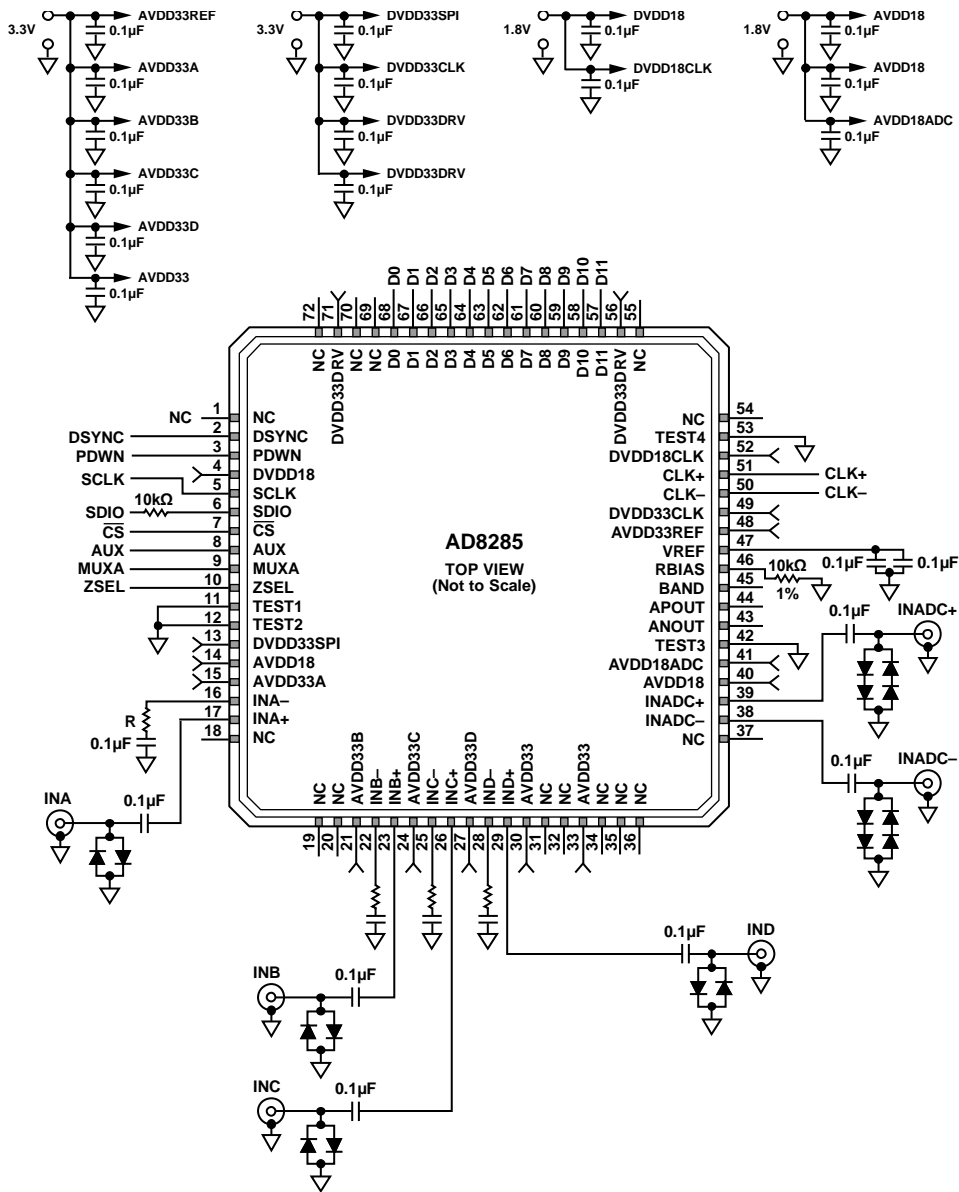 3.3V
AVDD33REF
0.1µF
AVDD33A
0.1µF
AVDD33B
0.1µF
AVDD33C
0.1µF
AVDD33D
0.1µF
AVDD33
0.1µF
3.3V
DVDD33SPI
0.1µF
DVDD33CLK
0.1µF
DVDD33DRV
0.1µF
DVDD33DRV
0.1µF
1.8V
DVDD18
0.1µF
DVDD18CLK
0.1µF
1.8V
AVDD18
0.1µF
AVDD18
0.1µF
AVDD18ADC
0.1µF
D0 D1 D2 D3 D4 D5 D6 D7 D8 D9 D10 D11
72 71 70 69 68 67 66 65 64 63 62 61 60 59 58 57 56 55
NC DVDD33DRV NC NC D0 D1 D2 D3 D4 D5 D6 D7 D8 D9 D10 D11 DVDD33DRV NC
NC 1 NC
DSYNC 2 DSYNC
PDWN 3 PDWN
4 DVDD18
SCLK 5 SCLK
SDIO 10kΩ 6 SDIO
CS 7 CS
AUX 8 AUX
MUXA 9 MUXA
ZSEL 10 ZSEL
11 TEST1
12 TEST2
13 DVDD33SPI
14 AVDD18
15 AVDD33A
16 INA–
R
17 INA+
0.1µF
18 NC
AD8285
TOP VIEW
(Not to Scale)
NC 54
TEST4 53
DVDD18CLK 52
CLK+ 51 CLK+
CLK– 50 CLK–
DVDD33CLK 49
AVDD33REF 48
VREF 47
0.1µF 0.1µF
RBIAS 46 10kΩ
1%
BAND 45
APOUT 44
ANOUT 43
TEST3 42
AVDD18ADC 41
AVDD18 40
INADC+ 39
INADC– 38
NC 37
0.1µF INADC+
0.1µF INADC–
NC NC AVDD33B INB– INB+ AVDD33C INC– INC+ AVDD33D IND– IND+ AVDD33 NC NC AVDD33 NC NC NC
19 20 21 22 23 24 25 26 27 28 29 30 31 32 33 34 35 36
INA 0.1µF
0.1µF IND
INB 0.1µF
INC 0.1µF